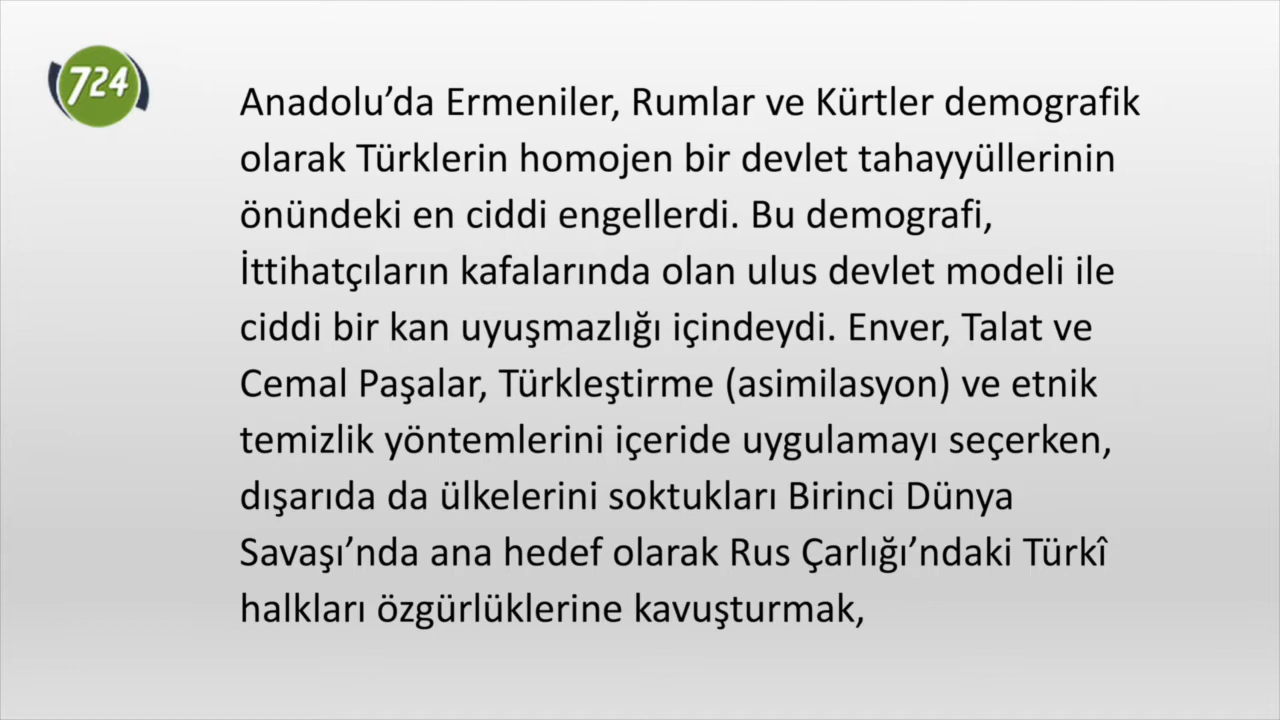 724
Anadolu’da Ermeniler, Rumlar ve Kürtler demografik
olarak Türklerin homojen bir devlet tahayyüllerinin
önündeki en ciddi engellerdi. Bu demografi,
İttihatçıların kafalarında olan ulus devlet modeli ile
ciddi bir kan uyuşmazlığı içindeydi. Enver, Talat ve
Cemal Paşalar, Türkleştirme (asimilasyon) ve etnik
temizlik yöntemlerini içeride uygulamayı seçerken,
dışarıda da ülkelerini soktukları Birinci Dünya
Savaşı’nda ana hedef olarak Rus Çarlığı’ndaki Türkî
halkları özgürlüklerine kavuşturmak,